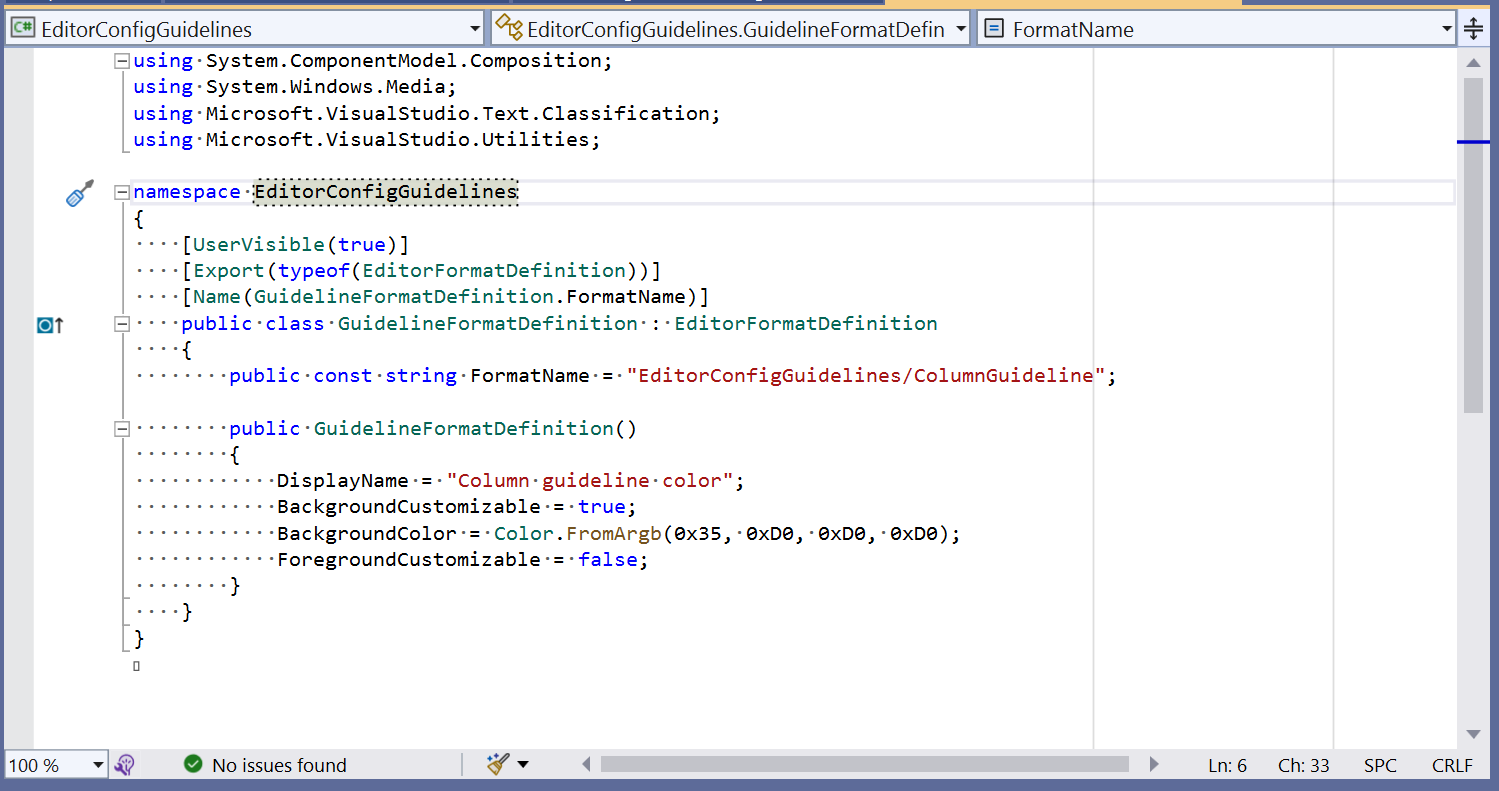 C# EditorConfigGuidelines EditorConfigGuidelines.GuidelineFormatDefin FormatName
using System.ComponentModel.Composition;
using System.Windows.Media;
using Microsoft.VisualStudio.Text.Classification;
using Microsoft.VisualStudio.Utilities;
namespace EditorConfigGuidelines
{
    [UserVisible(true)]
    [Export(typeof(EditorFormatDefinition))]
    [Name(GuidelineFormatDefinition.FormatName)]
    public class GuidelineFormatDefinition : EditorFormatDefinition
    {
        public const string FormatName = "EditorConfigGuidelines/ColumnGuideline";
        public GuidelineFormatDefinition()
        {
            DisplayName = "Column guideline color";
            BackgroundCustomizable = true;
            BackgroundColor = Color.FromArgb(0x35, 0xD0, 0xD0, 0xD0);
            ForegroundCustomizable = false;
        }
    }
}
100 % No issues found Ln: 6 Ch: 33 SPC CRLF